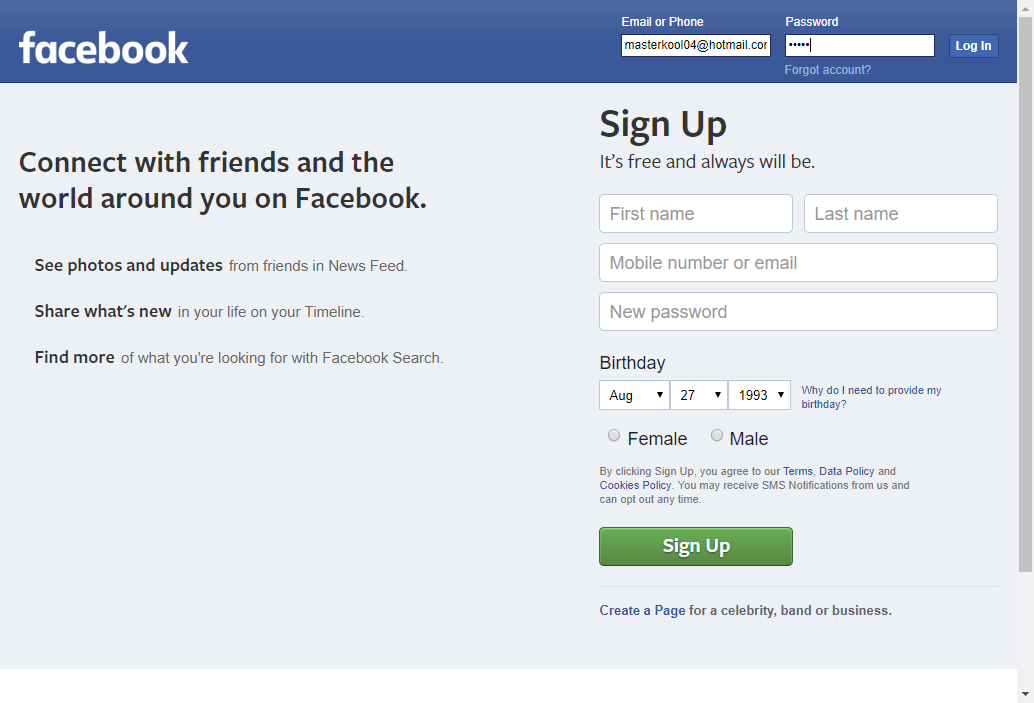 facebook
Email or Phone
Password
masterkool04@hotmail.cor
•••••
Log In
Forgot account?
Connect with friends and the
world around you on Facebook.
See photos and updates from friends in News Feed.
Share what's new in your life on your Timeline.
Find more of what you're looking for with Facebook Search.
Sign Up
It's free and always will be.
First name
Last name
Mobile number or email
New password
Birthday
Aug 27 1993
Why do I need to provide my
birthday?
Female Male
By clicking Sign Up, you agree to our Terms, Data Policy and
Cookies Policy. You may receive SMS Notifications from us and
can opt out any time.
Sign Up
Create a Page for a celebrity, band or business.